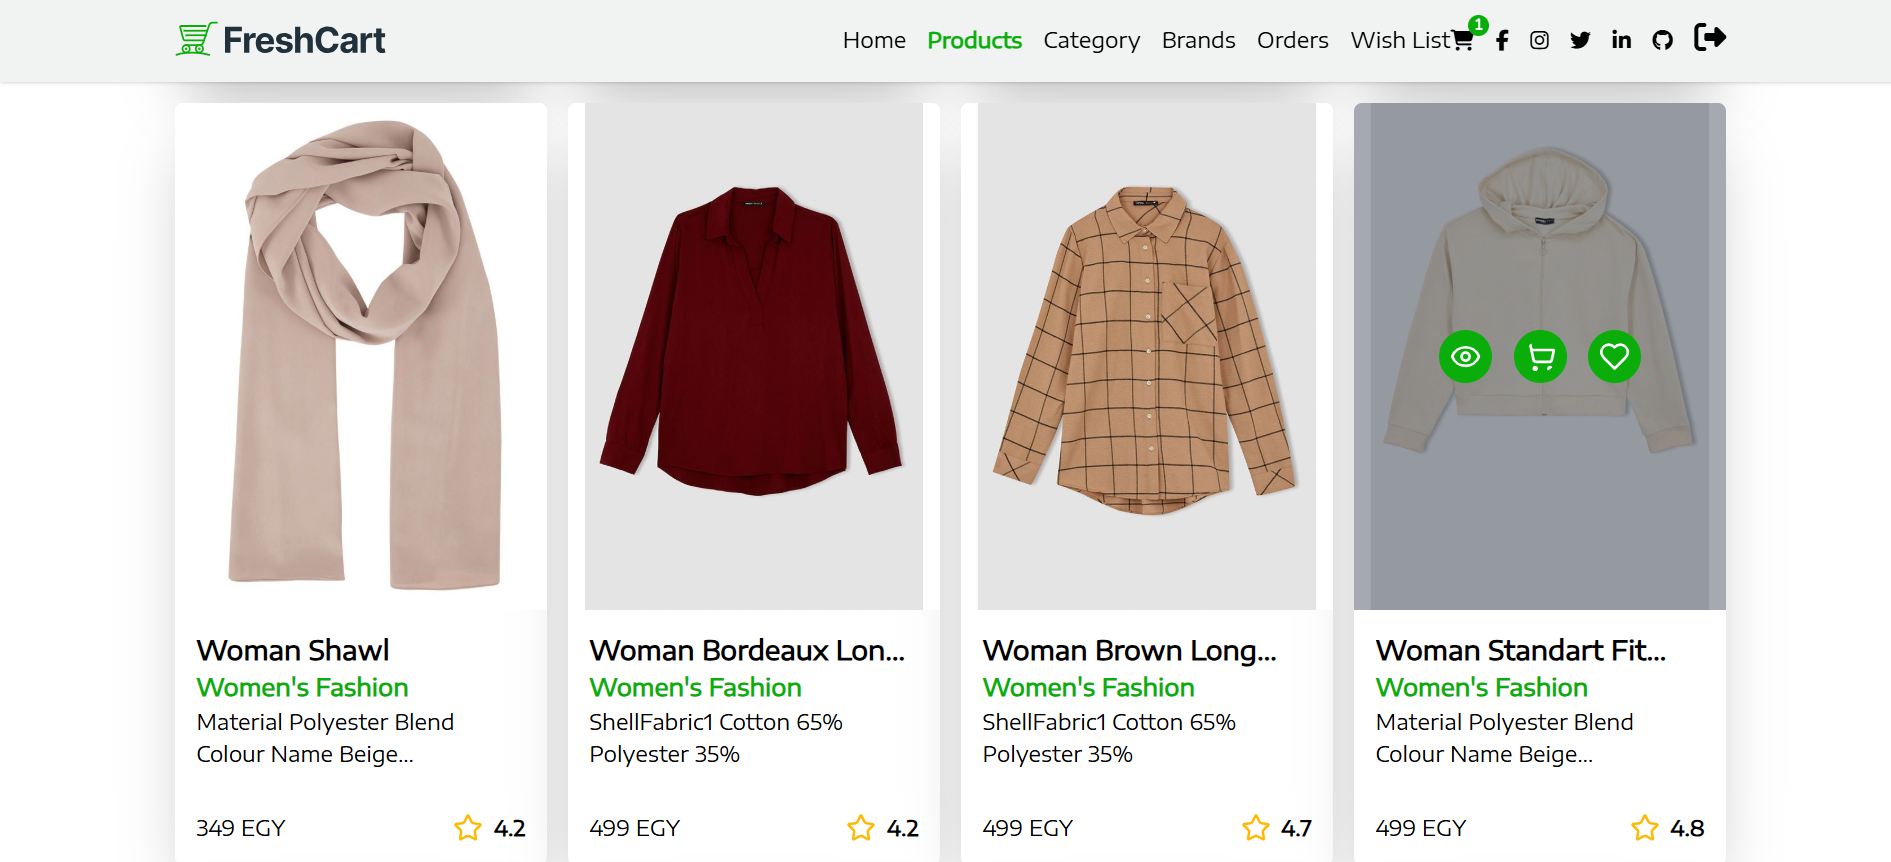 FreshCart
Home Products Category Brands Orders Wish List 1
Woman Shawl
Women's Fashion
Material Polyester Blend
Colour Name Beige...
349 EGY 4.2
Woman Bordeaux Lon...
Women's Fashion
ShellFabric1 Cotton 65%
Polyester 35%
499 EGY 4.2
Woman Brown Long...
Women's Fashion
ShellFabric1 Cotton 65%
Polyester 35%
499 EGY 4.7
Woman Standart Fit...
Women's Fashion
Material Polyester Blend
Colour Name Beige...
499 EGY 4.8